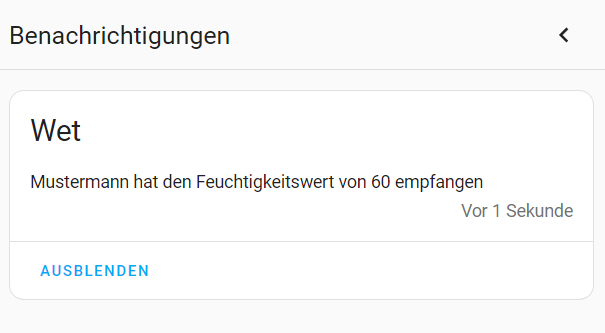 Benachrichtigungen
Wet
Mustermann hat den Feuchtigkeitswert von 60 empfangen
Vor 1 Sekunde
AUSBLENDEN